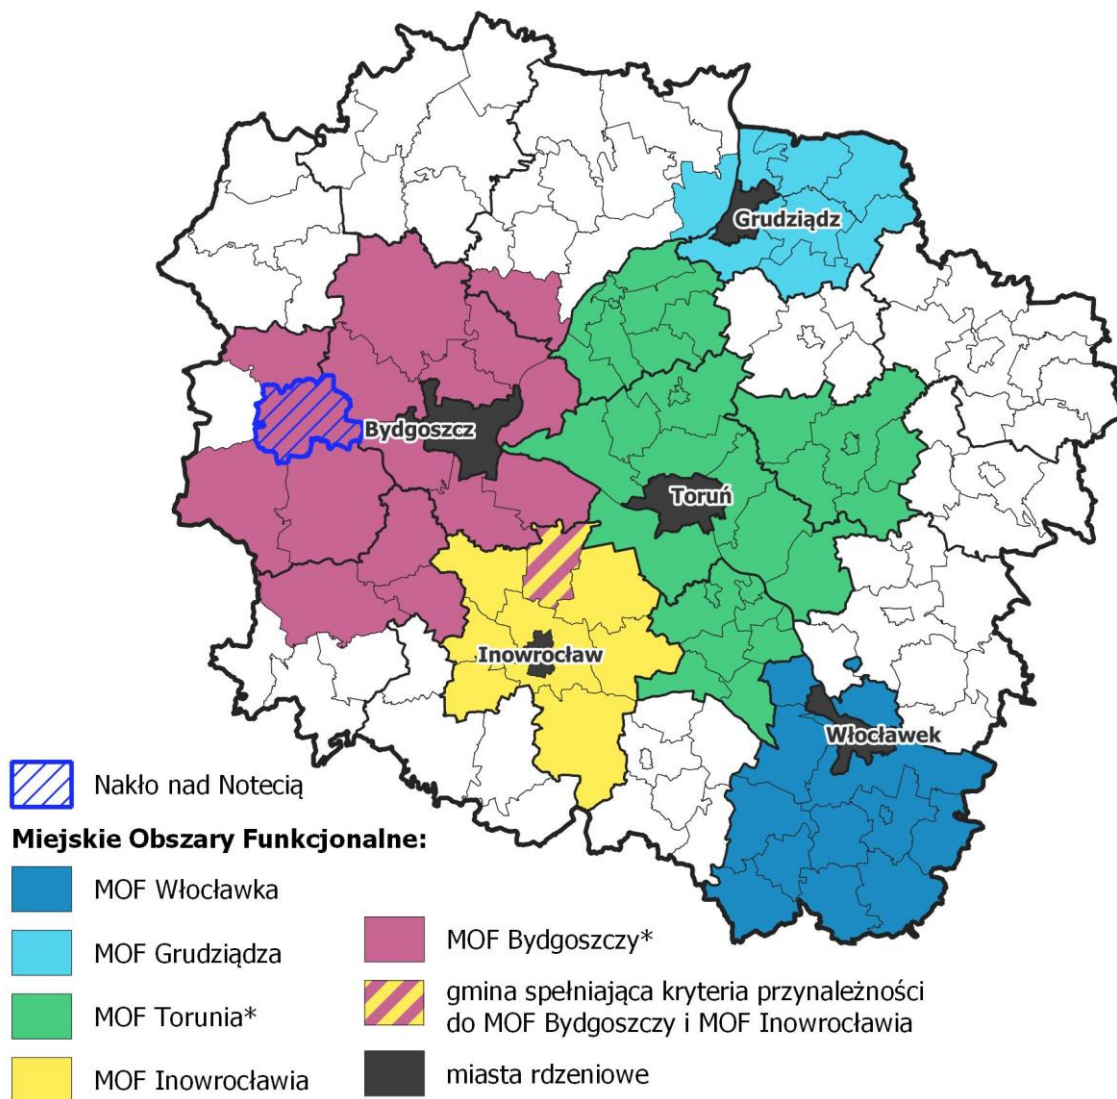 Grudziądz
Bydgoszcz
Toruń
Inowrocław
Włocławek
Nakło nad Notecią
Miejskie Obszary Funkcjonalne:
MOF Włocławka
MOF Grudziądza
MOF Torunia*
MOF Inowrocławia
MOF Bydgoszczy*
gmina spełniająca kryteria przynależności
do MOF Bydgoszczy i MOF Inowrocławia
miasta rdzeniowe